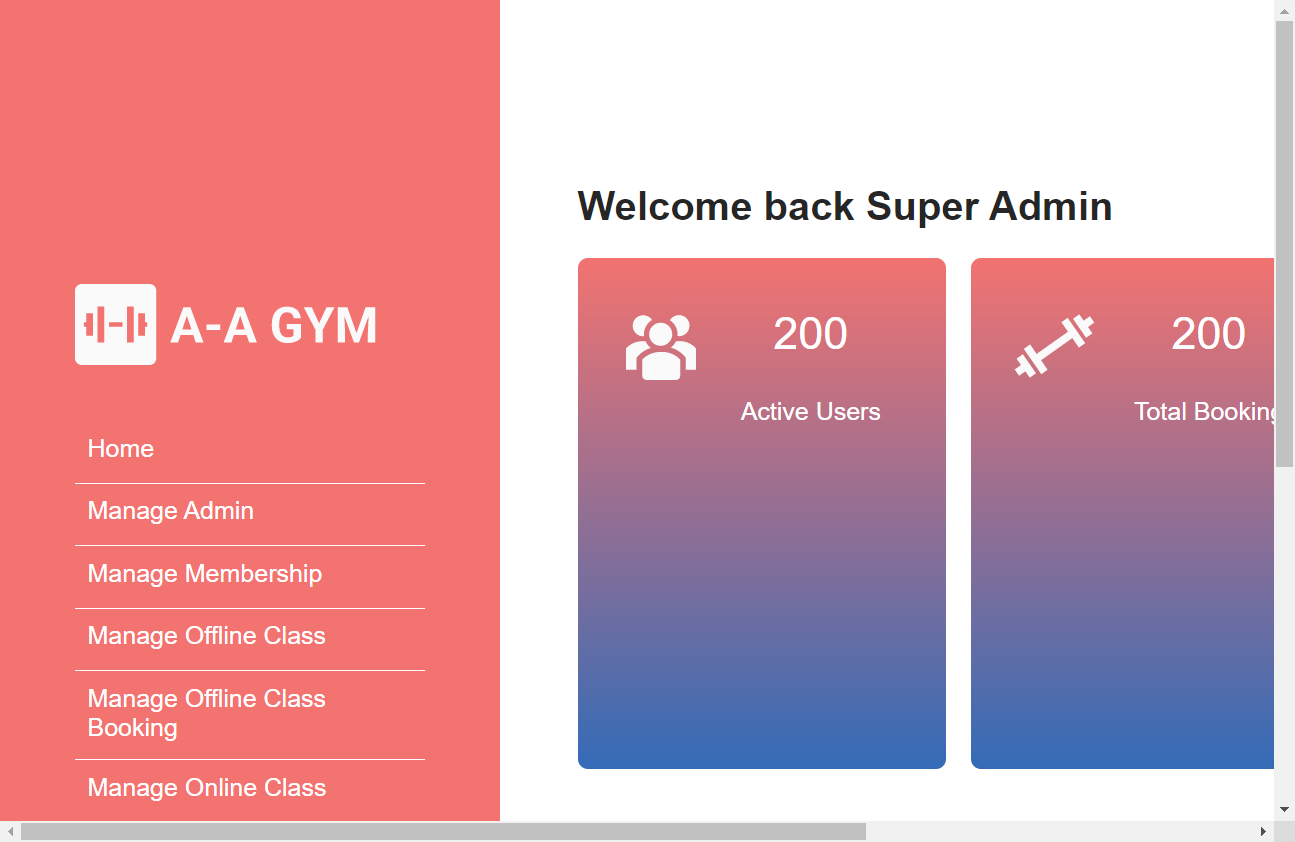 A-A GYM
Home
Manage Admin
Manage Membership
Manage Offline Class
Manage Offline Class
Booking
Manage Online Class
Welcome back Super Admin
200
Active Users
200
Total